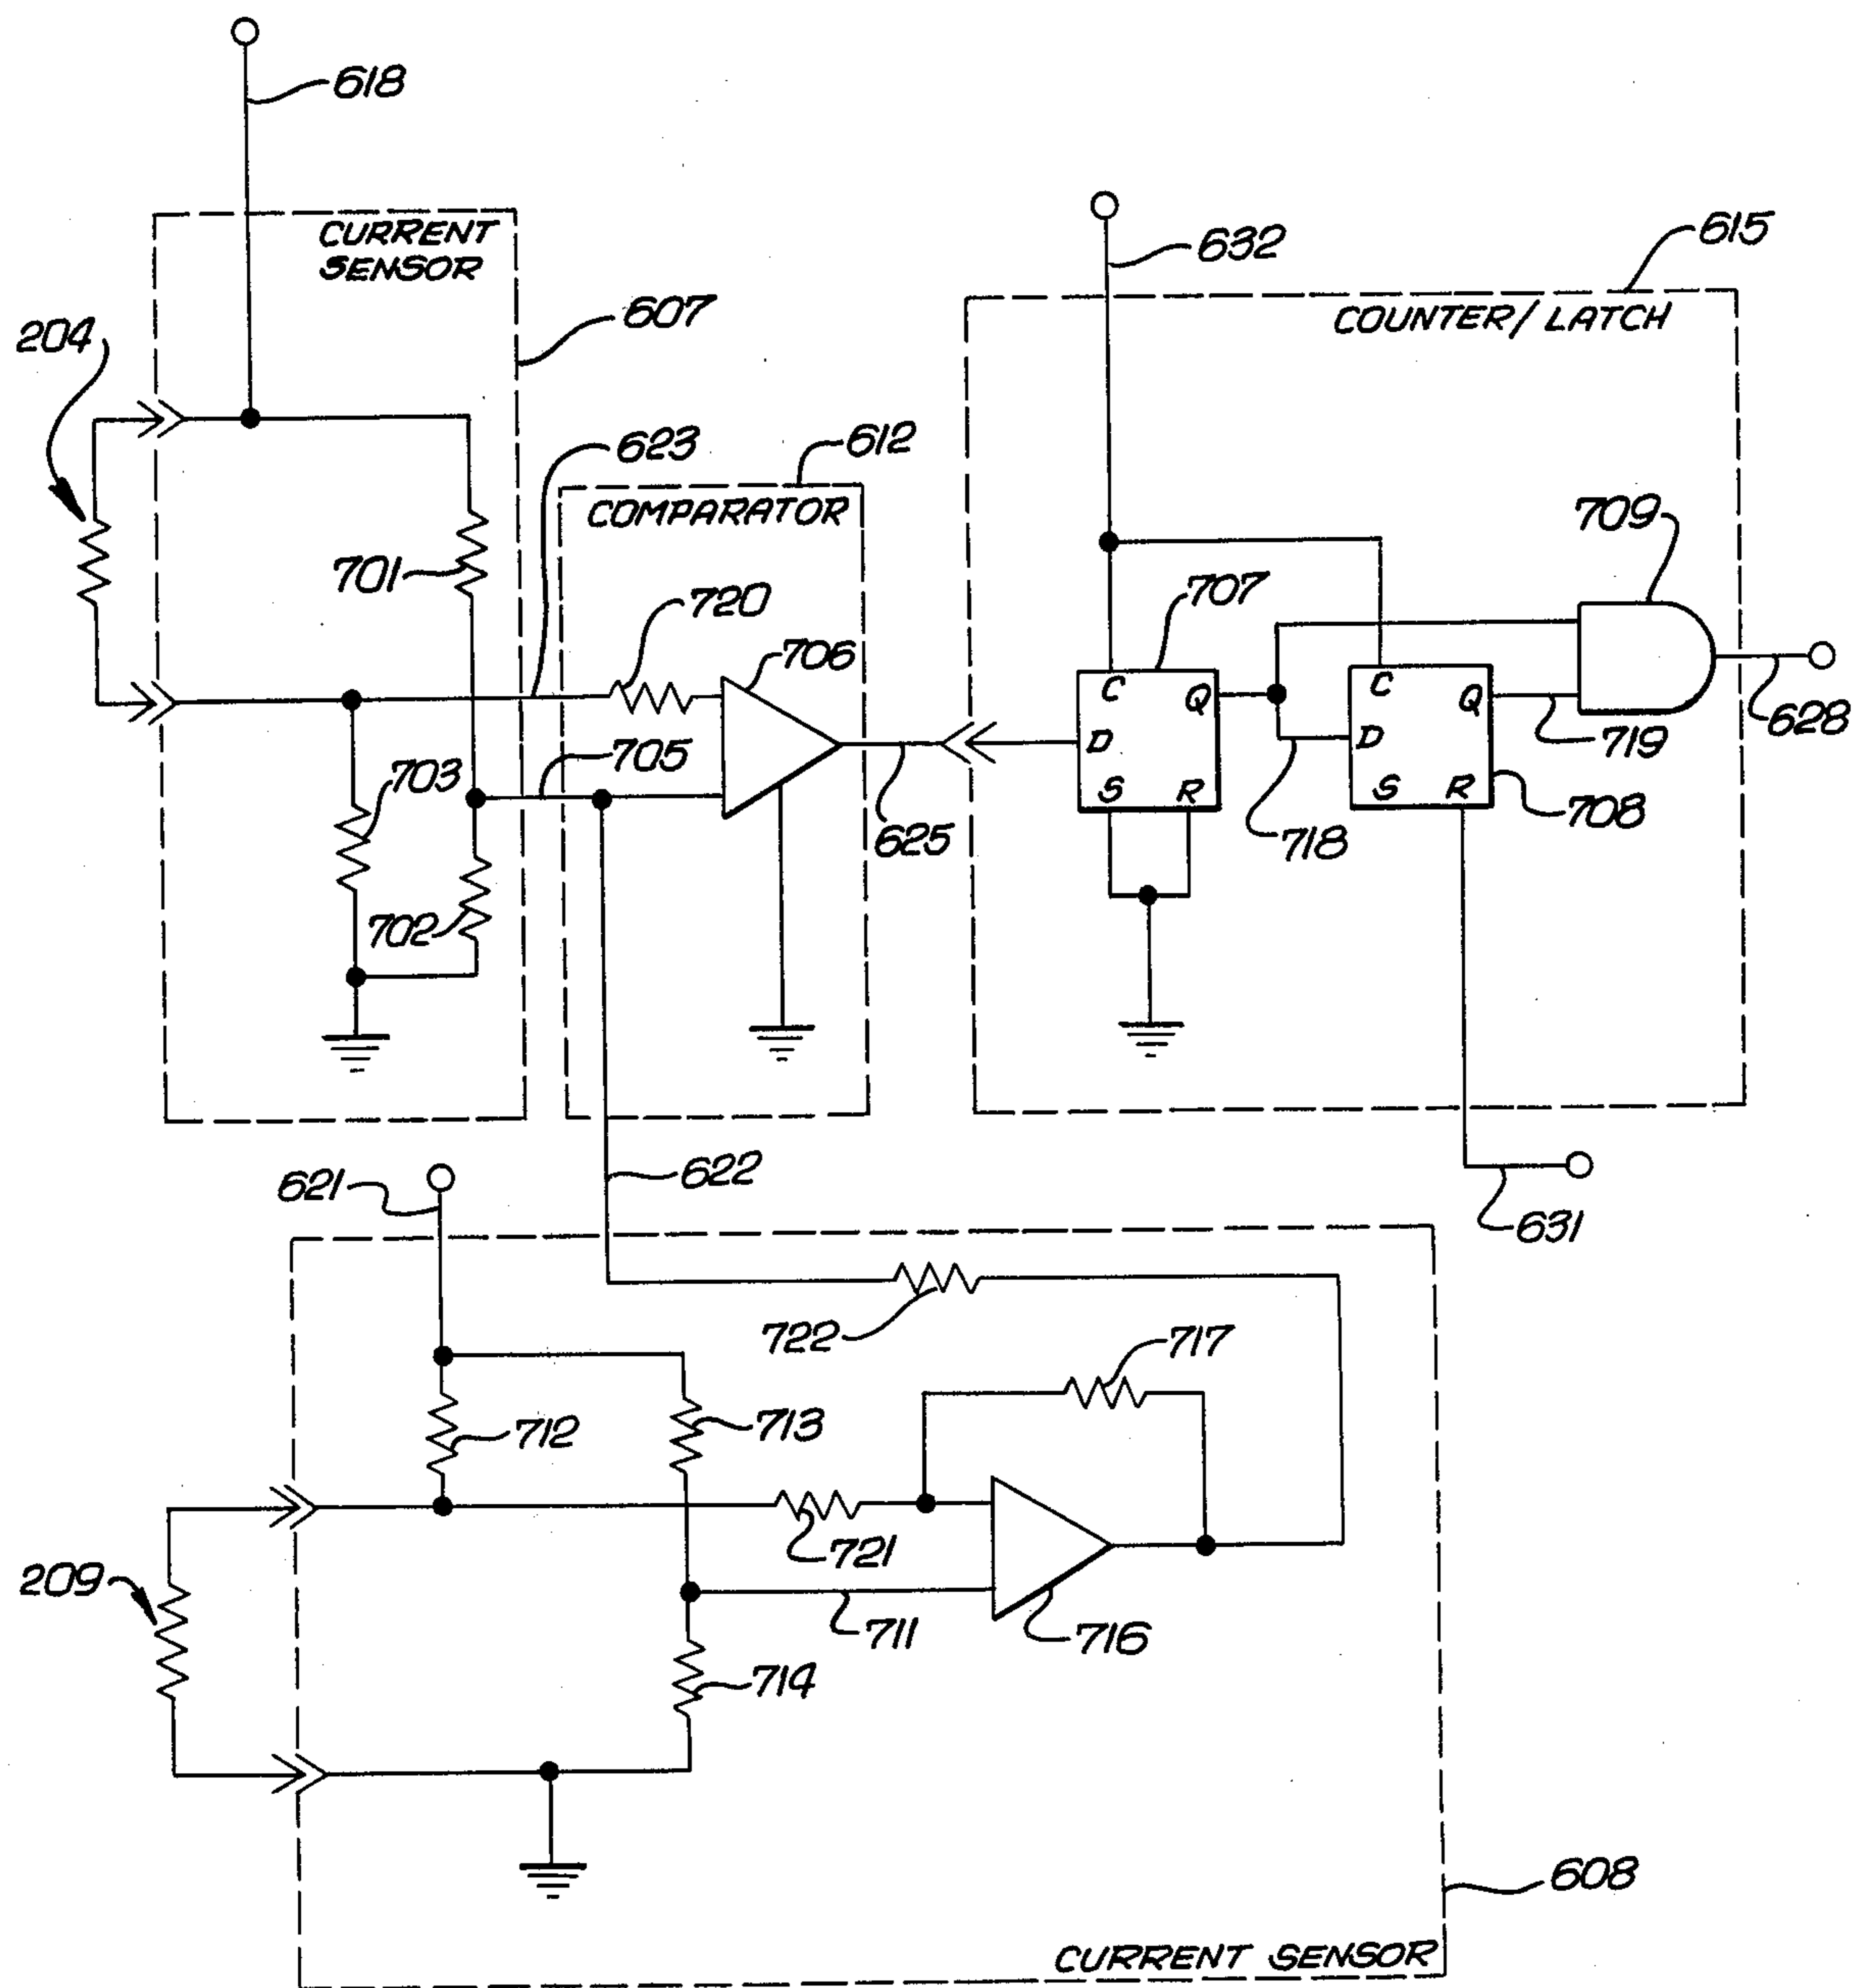 618
CURRENT
SENSOR
632
615
607
COUNTER/LATCH
204
623
612
COMPARATOR
709
701
720
707
706
C
Q
C
Q
628
D
D
719
703
705
S R
S R
708
625
718
702
622
621
631
722
717
712
713
721
209
711
716
714
608
CURRENT SENSOR